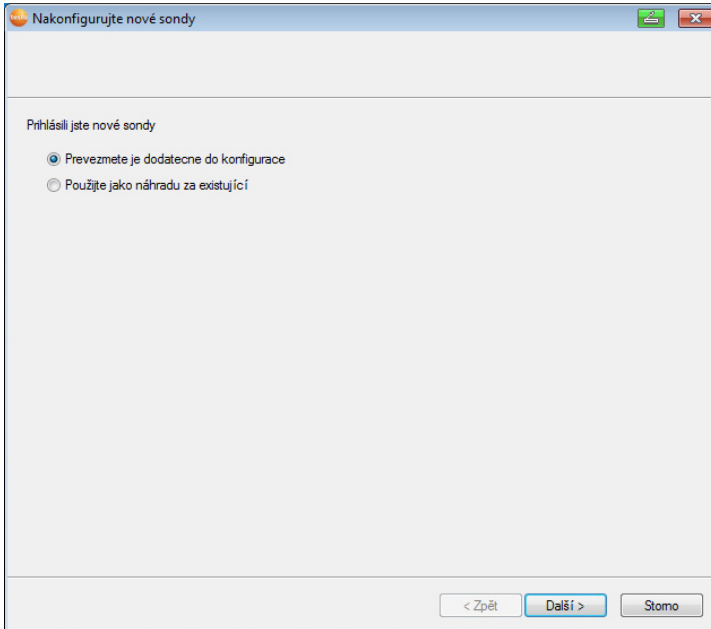 Nakonfigurujte nové sondy
Prihlásili jste nové sondy
Prevezmete je dodatecne do konfigurace
Použijte jako náhradu za existující
< Zpět
Další >
Storno